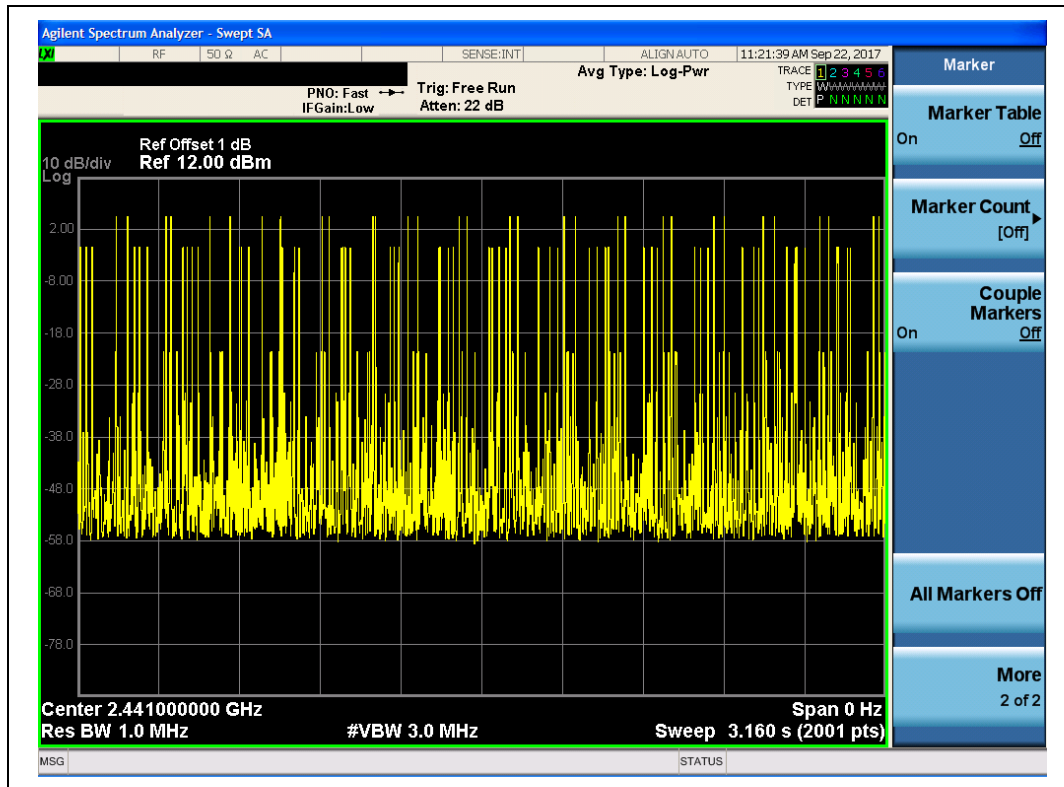 Agilent Spectrum Analyzer - Swept SA
LXI RF 50 Ω AC SENSE:INT ALIGNAUTO 11:21:39 AM Sep 22, 2017
PNO: Fast
IFGain:Low
Trig: Free Run
Atten: 22 dB
Avg Type: Log-Pwr
TRACE 1 2 3 4 5 6
TYPE
DET P N N N N N
Ref Offset 1 dB
10 dB/div Ref 12.00 dBm
Log
2.00
-8.00
-18.0
-28.0
-38.0
-48.0
-58.0
-68.0
-78.0
Center 2.441000000 GHz Span 0 Hz
Res BW 1.0 MHz #VBW 3.0 MHz Sweep 3.160 s (2001 pts)
MSG STATUS
Marker
Marker Table
On Off
Marker Count
[Off]
Couple
Markers
On Off
All Markers Off
More
2 of 2